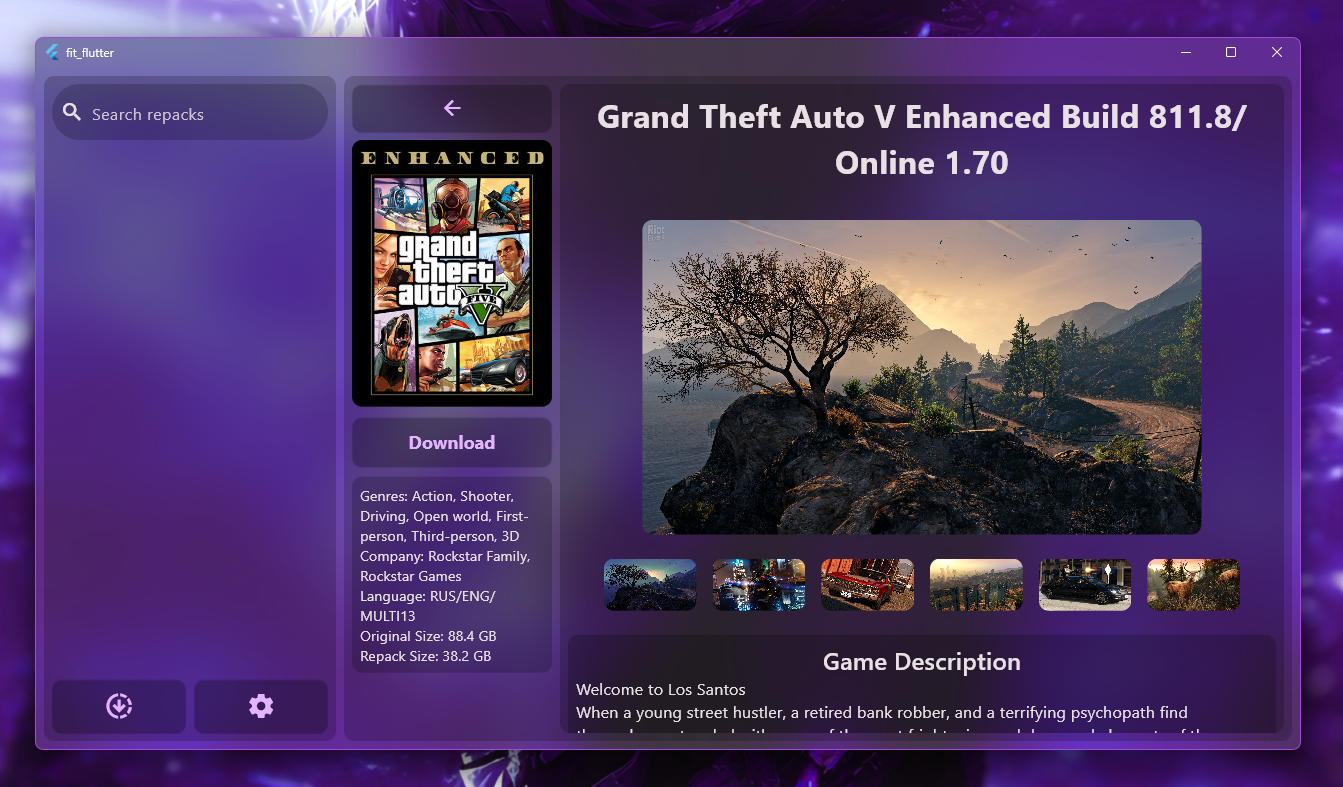 fit_flutter
Search repacks
ENHANCED
grand
theft
auto V
FIVE
Download
Genres: Action, Shooter,
Driving, Open world, First-
person, Third-person, 3D
Company: Rockstar Family,
Rockstar Games
Language: RUS/ENG/
MULTI13
Original Size: 88.4 GB
Repack Size: 38.2 GB
Grand Theft Auto V Enhanced Build 811.8/
Online 1.70
Riot
Game Description
Welcome to Los Santos
When a young street hustler, a retired bank robber, and a terrifying psychopath find